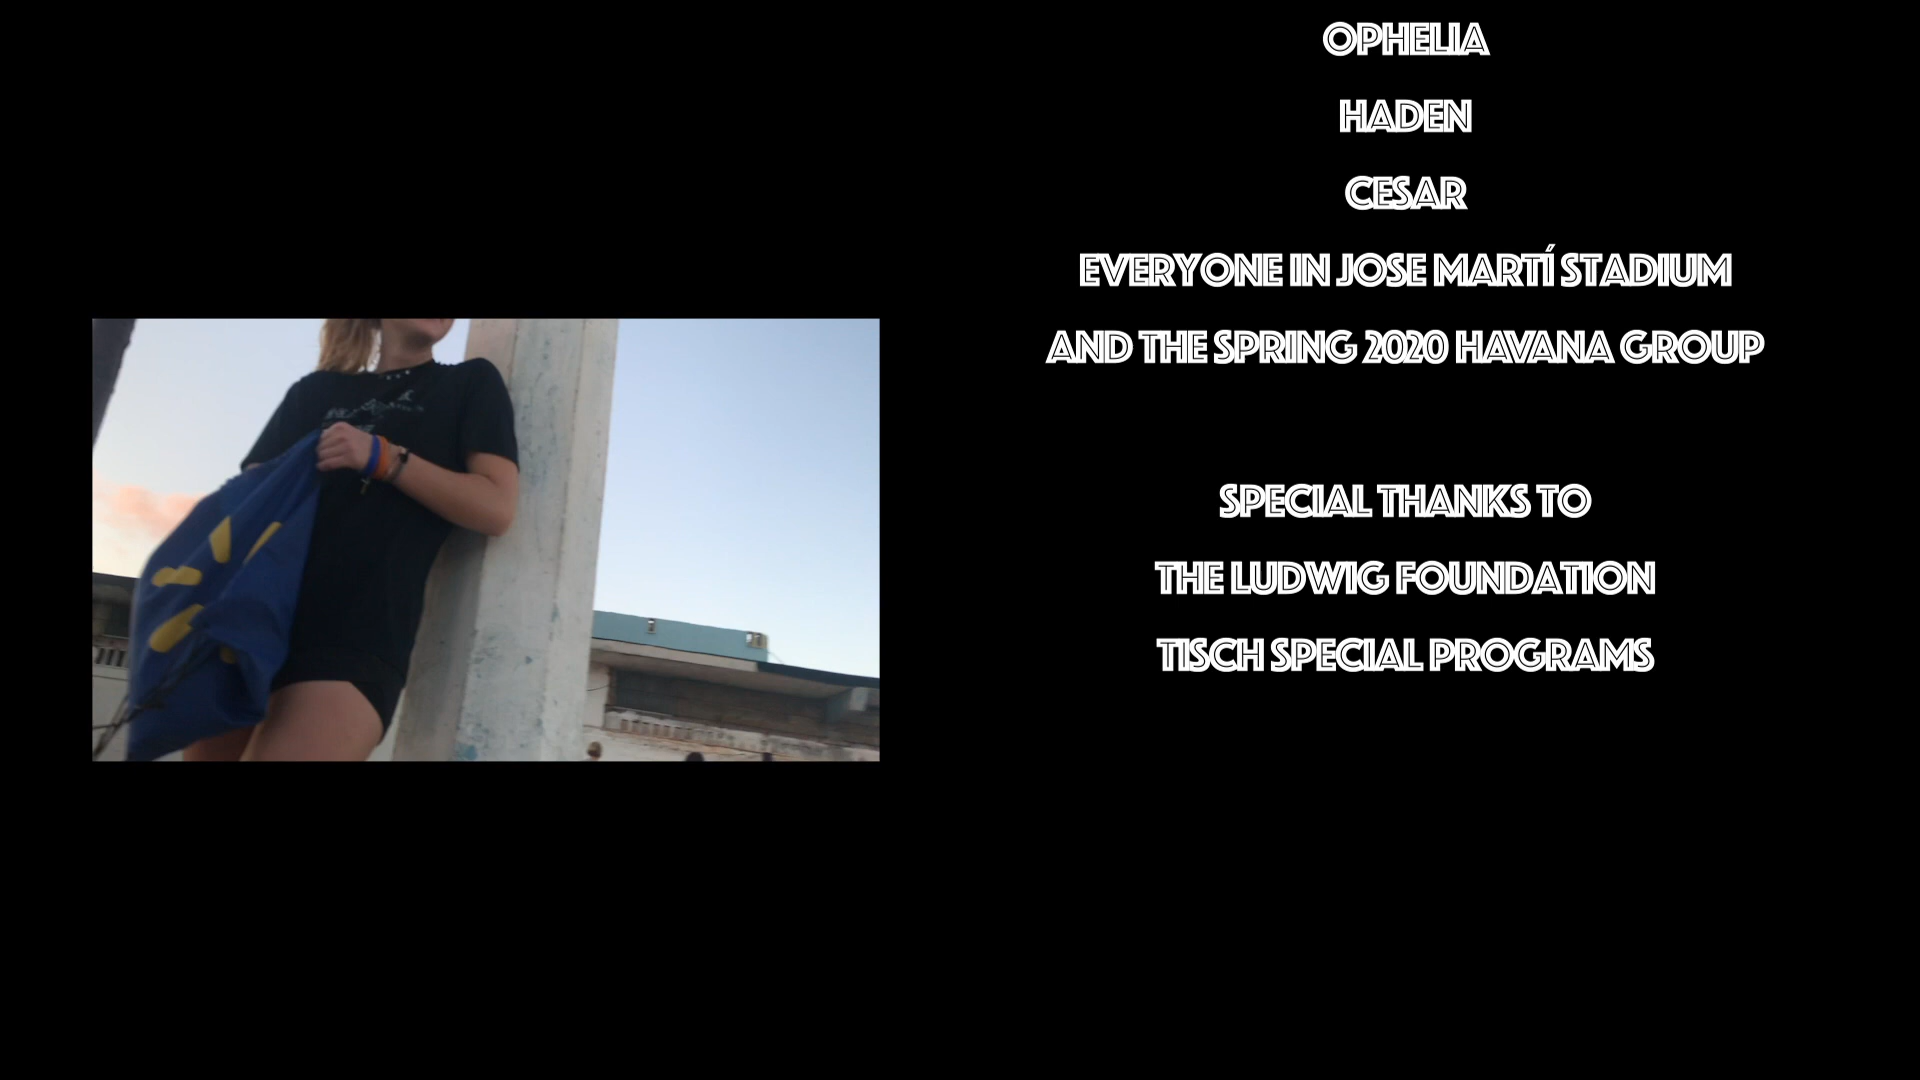 OPHELIA
HADEN
CESAR
EVERYONE IN JOSE MARTÍ STADIUM
AND THE SPRING 2020 HAVANA GROUP
SPECIAL THANKS TO
THE LUDWIG FOUNDATION
TISCH SPECIAL PROGRAMS